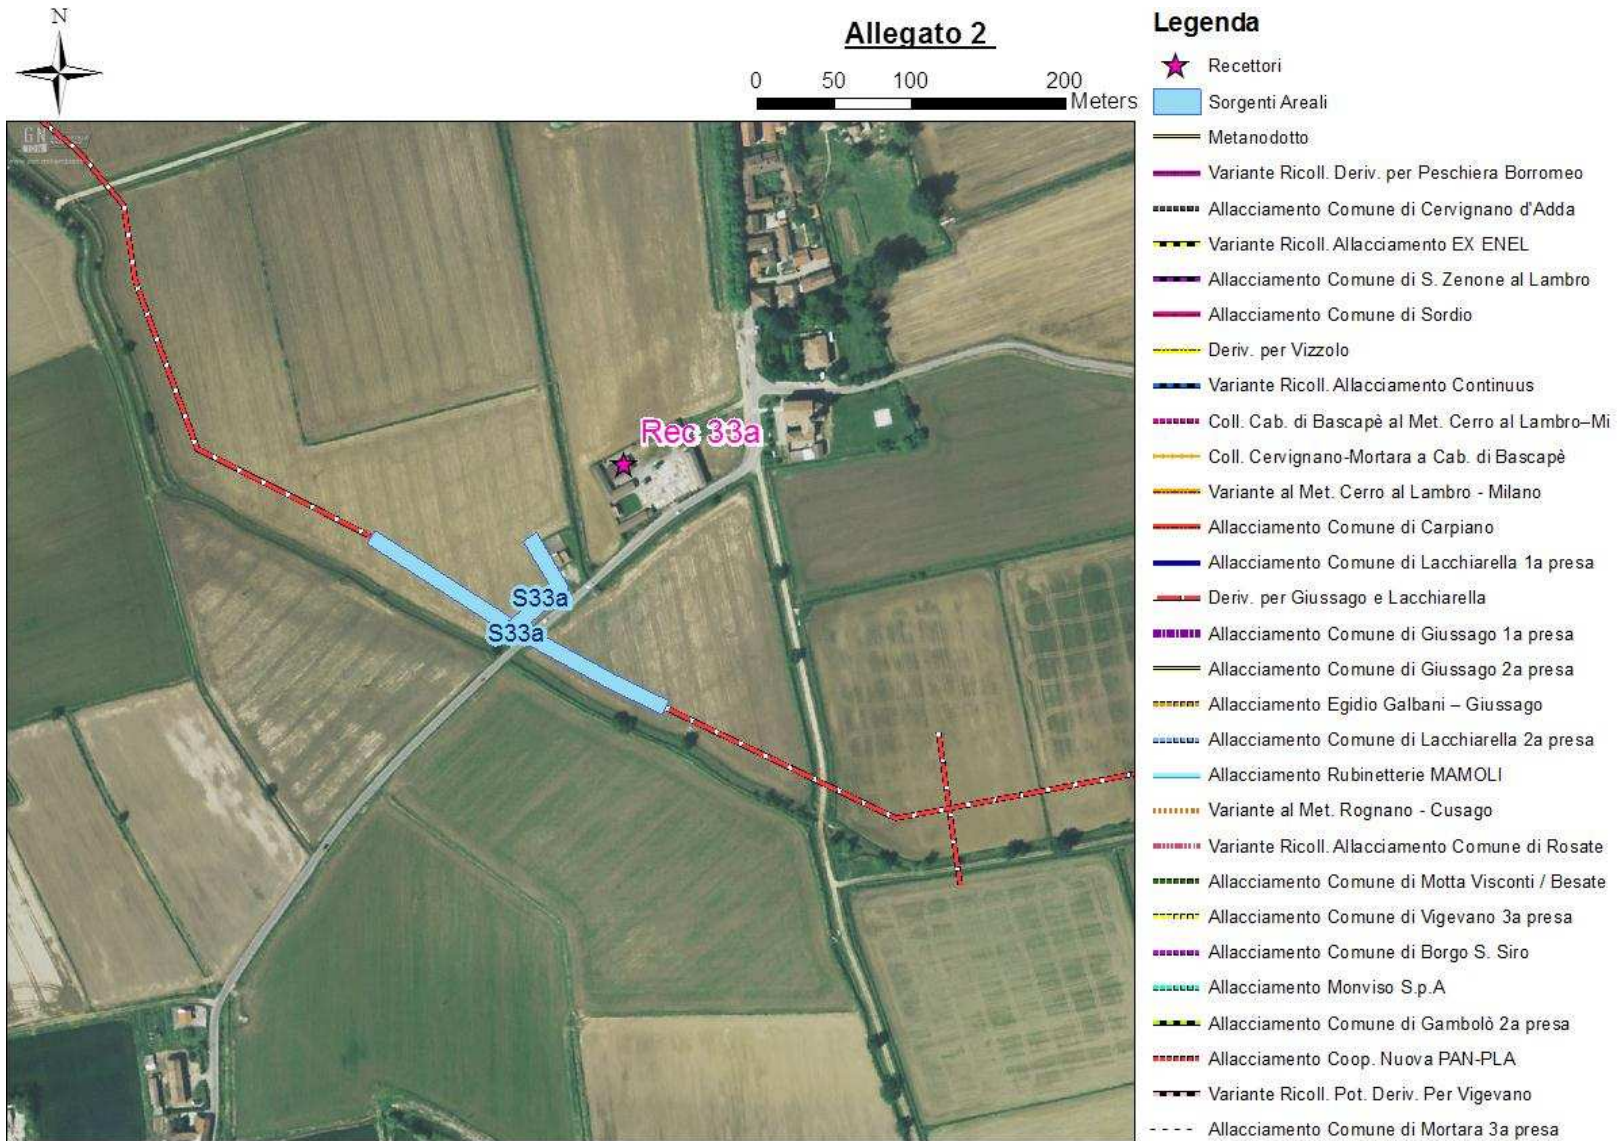 N
Allegato 2
0 50 100 200
Meters
GN
Rec 33a
S33a
S33a
Legenda
Recettori
Sorgenti Areali
Metanodotto
Variante Ricoll. Deriv. per Peschiera Borromeo
Allacciamento Comune di Cervignano d'Adda
Variante Ricoll. Allacciamento EX ENEL
Allacciamento Comune di S. Zenone al Lambro
Allacciamento Comune di Sordio
Deriv. per Vizzolo
Variante Ricoll. Allacciamento Continuus
Coll. Cab. di Bascapè al Met. Cerro al Lambro–Mi
Coll. Cervignano-Mortara a Cab. di Bascapè
Variante al Met. Cerro al Lambro - Milano
Allacciamento Comune di Carpiano
Allacciamento Comune di Lacchiarella 1a presa
Deriv. per Giussago e Lacchiarella
Allacciamento Comune di Giussago 1a presa
Allacciamento Comune di Giussago 2a presa
Allacciamento Egidio Galbani – Giussago
Allacciamento Comune di Lacchiarella 2a presa
Allacciamento Rubinetterie MAMOLI
Variante al Met. Rognano - Cusago
Variante Ricoll. Allacciamento Comune di Rosate
Allacciamento Comune di Motta Visconti / Besate
Allacciamento Comune di Vigevano 3a presa
Allacciamento Comune di Borgo S. Siro
Allacciamento Monviso S.p.A
Allacciamento Comune di Gambolò 2a presa
Allacciamento Coop. Nuova PAN-PLA
Variante Ricoll. Pot. Deriv. Per Vigevano
Allacciamento Comune di Mortara 3a presa